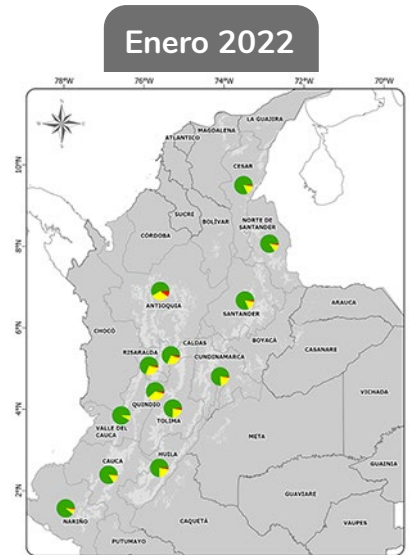 Enero 2022
78°W 76°W 74°W 72°W 70°W
LA GUAJIRA
MAGDALENA
ATLANTICO
10°N
CESAR
SUCRE
BOLÍVAR
NORTE DE
SANTANDER
CÓRDOBA
8°N
ANTIOQUIA
SANTANDER
ARAUCA
6°N
CHOCÓ
BOYACÁ
CALDAS
CASANARE
RISARALDA
CUNDINAMARCA
VICHADA
4°N
QUINDIO
TOLIMA
VALLE DEL
CAUCA
META
HUILA
CAUCA
GUAINIA
2°N
GUAVIARE
NARIÑO
CAQUETÁ
VAUPES
PUTUMAYO